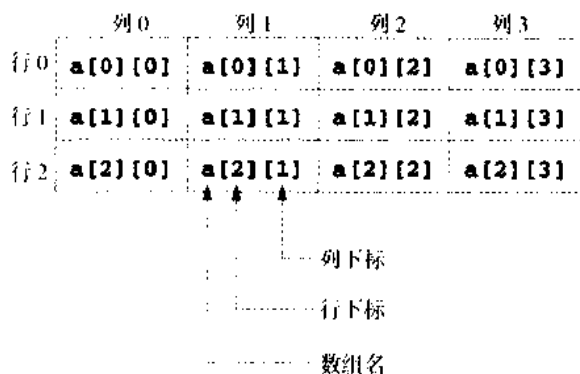 列 0 列 1 列 2 列 3
行 0 a[0][0] a[0][1] a[0][2] a[0][3]
行 1 a[1][0] a[1][1] a[1][2] a[1][3]
行 2 a[2][0] a[2][1] a[2][2] a[2][3]
列下标
行下标
数组名